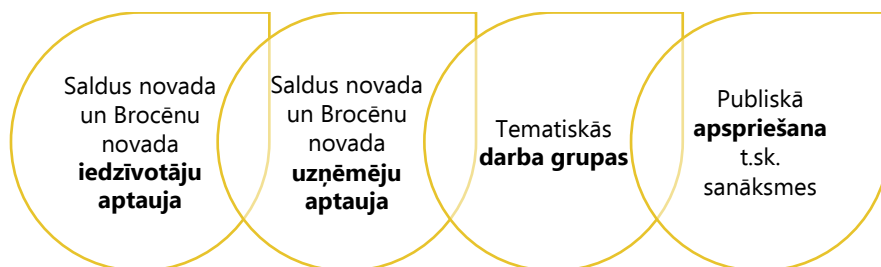 Saldus novada
un Brocēnu
novada
iedzīvotāju
aptauja
Saldus novada
un Brocēnu
novada
uzņēmēju
aptauja
Tematiskās
darba grupas
Publiskā
apspriešana
t.sk.
sanāksmes